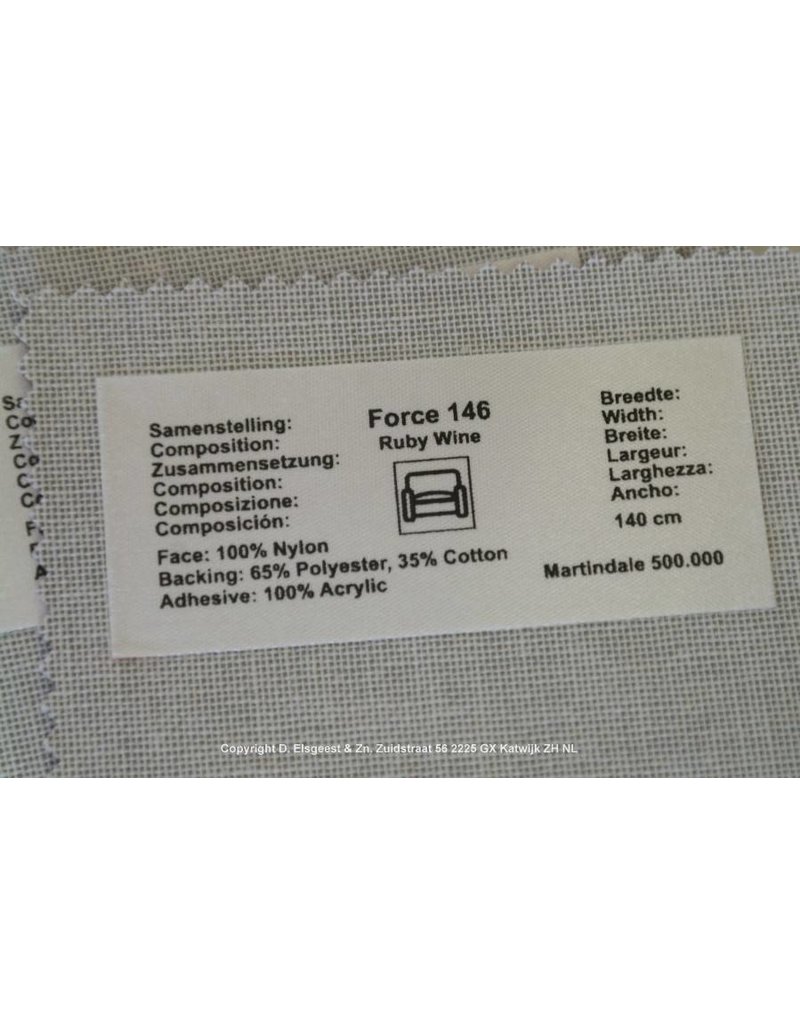 Samenstelling:
Composition:
Zusammensetzung:
Composition:
Composizione:
Composición:
Face: 100% Nylon
Backing: 65% Polyester, 35% Cotton
Adhesive: 100% Acrylic
Force 146
Ruby Wine
Breedte:
Width:
Breite:
Largeur:
Larghezza:
Ancho:
140 cm
Martindale 500.000
Copyright D. Elsgeest & Zn. Zuidstraat 56 2225 GX Katwijk ZH NL